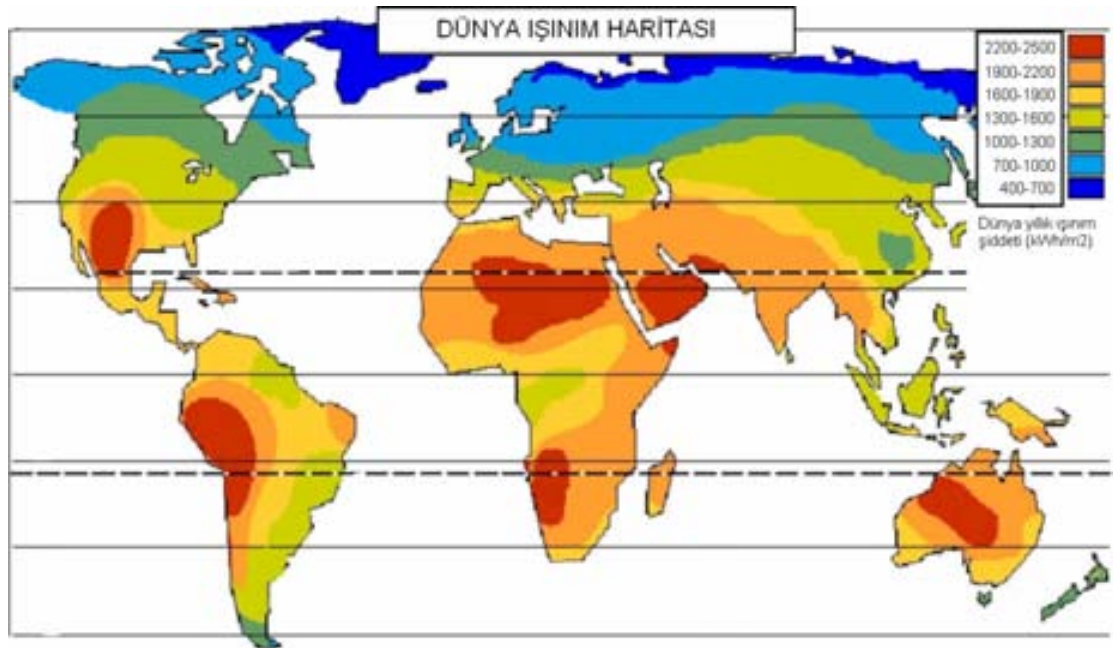 DÜNYA IŞINIM HARİTASI
2200-2500
1900-2200
1600-1900
1300-1600
1000-1300
700-1000
400-700
Dünya yıllık ışınım
şiddeti (kWh/m2)